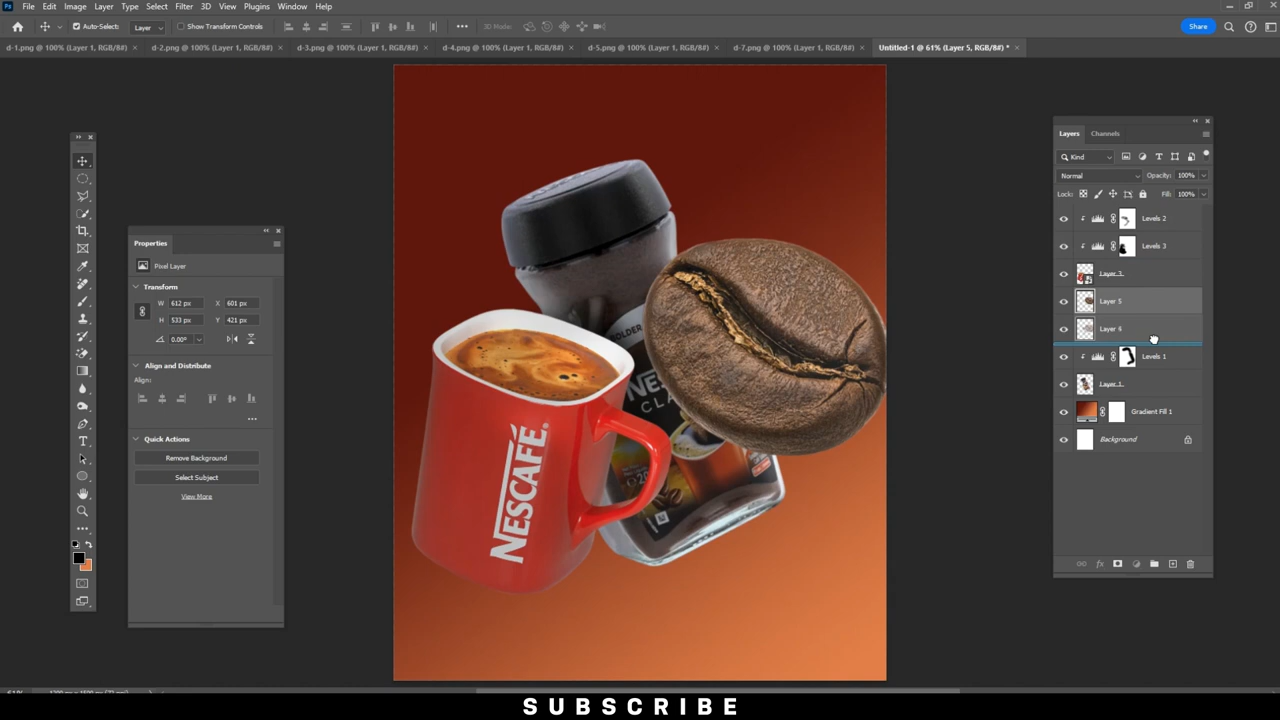 Ps File Edit Image Layer Type Select Filter 3D View Plugins Window Help
Auto-Select: Layer Show Transform Controls 3D Mode: Share
d-1.png @ 100% (Layer 1, RGB/8#) × d-2.png @ 100% (Layer 1, RGB/8#) × d-3.png @ 100% (Layer 1, RGB/8#) × d-4.png @ 100% (Layer 1, RGB/8#) × d-5.png @ 100% (Layer 1, RGB/8#) × d-7.png @ 100% (Layer 1, RGB/8#) × Untitled-1 @ 61% (Layer 5, RGB/8#) * ×
Properties
Pixel Layer
Transform
W 612 px X 601 px
H 533 px Y 421 px
0.00°
Align and Distribute
Align:
Quick Actions
Remove Background
Select Subject
View More
NESCAFÉ®
Layers Channels
Kind
Normal Opacity: 100%
Lock: Fill: 100%
Levels 2
Levels 3
Layer 3
Layer 5
Layer 6
Levels 1
Layer 1
Gradient Fill 1
Background
fx
SUBSCRIBE